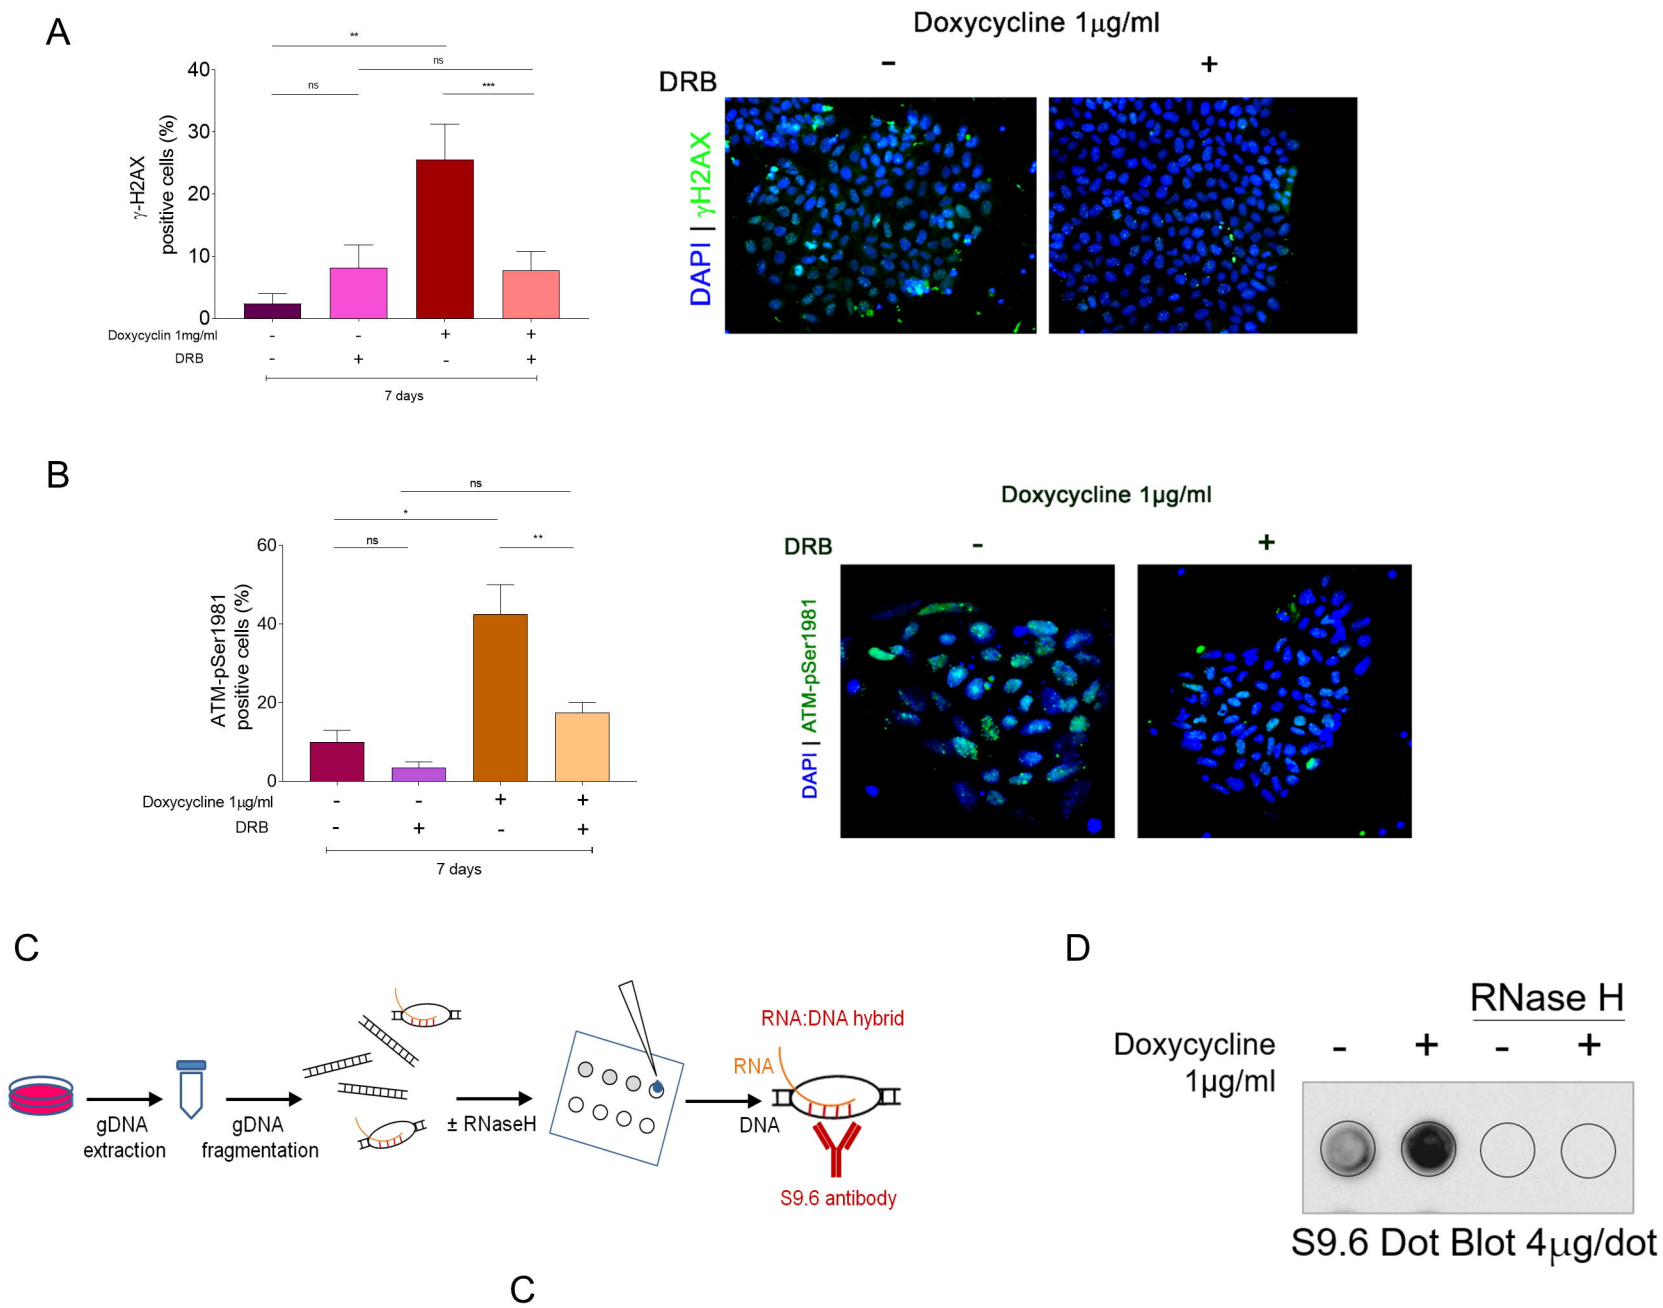 A
**
ns
ns
***
40
30
20
10
0
γ-H2AX
positive cells (%)
Doxycyclin 1mg/ml - - + +
DRB - + - +
7 days
Doxycycline 1μg/ml
DRB - +
DAPI | γH2AX
B
ns
*
ns
**
60
40
20
0
ATM-pSer1981
positive cells (%)
Doxycycline 1μg/ml - - + +
DRB - + - +
7 days
Doxycycline 1μg/ml
DRB - +
DAPI | ATM-pSer1981
C
gDNA
extraction
gDNA
fragmentation
± RNaseH
RNA:DNA hybrid
RNA
DNA
S9.6 antibody
D
RNase H
Doxycycline - + - +
1μg/ml
S9.6 Dot Blot 4μg/dot
C